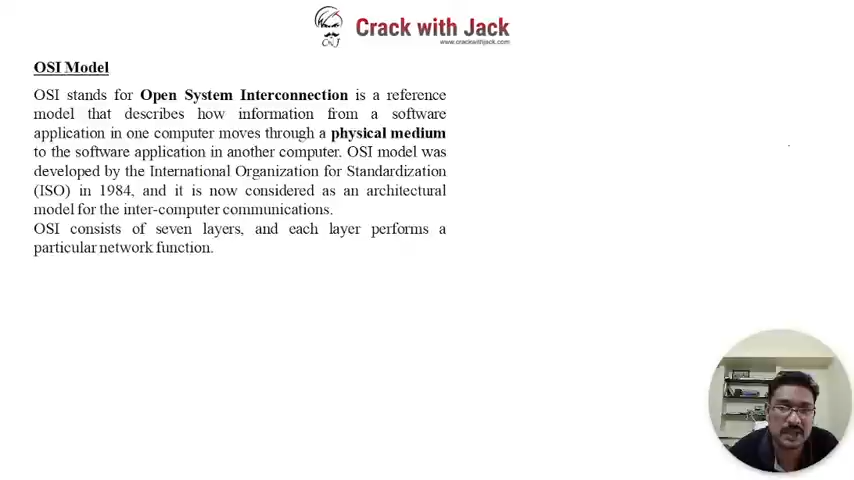 Crack with Jack
CWJ
www.crackwithjack.com
OSI Model
OSI stands for Open System Interconnection is a reference
model that describes how information from a software
application in one computer moves through a physical medium
to the software application in another computer. OSI model was
developed by the International Organization for Standardization
(ISO) in 1984, and it is now considered as an architectural
model for the inter-computer communications.
OSI consists of seven layers, and each layer performs a
particular network function.